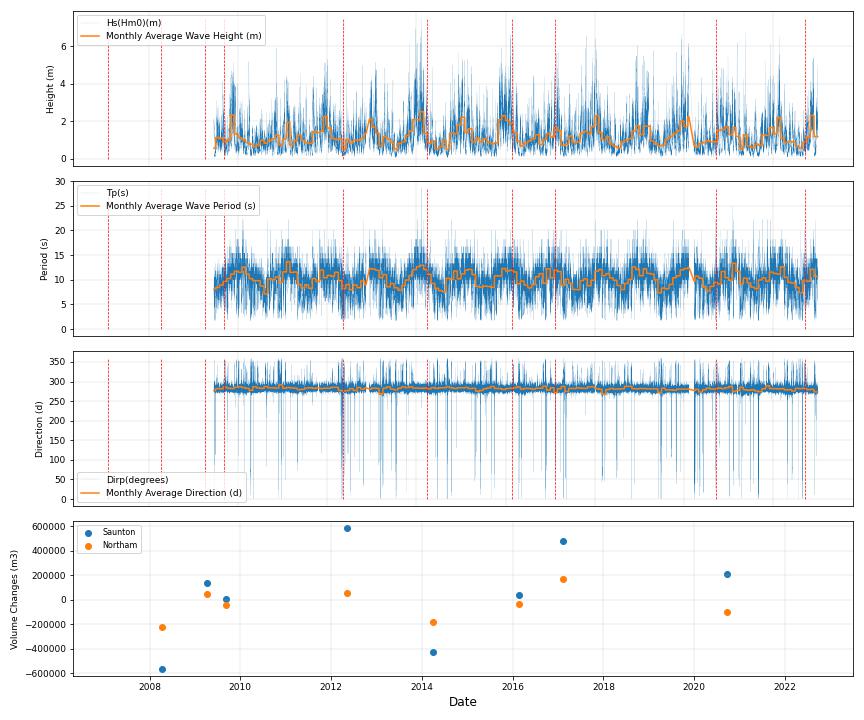 Hs(Hm0)(m)
Monthly Average Wave Height (m)
Height (m)
6
4
2
0
Tp(s)
Monthly Average Wave Period (s)
Period (s)
30
25
20
15
10
5
0
Dirp(degrees)
Monthly Average Direction (d)
Direction (d)
350
300
250
200
150
100
50
0
Saunton
Northam
Volume Changes (m3)
600000
400000
200000
0
−200000
−400000
−600000
2008 2010 2012 2014 2016 2018 2020 2022
Date